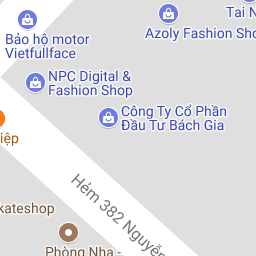 Tai N
Azoly Fashion Sho
Bảo hộ motor
Vietfullface
NPC Digital &
Fashion Shop
Công Ty Cổ Phần
Đầu Tư Bách Gia
iệp
Hẻm 382 Nguyễn
kateshop
Phòng Nha -